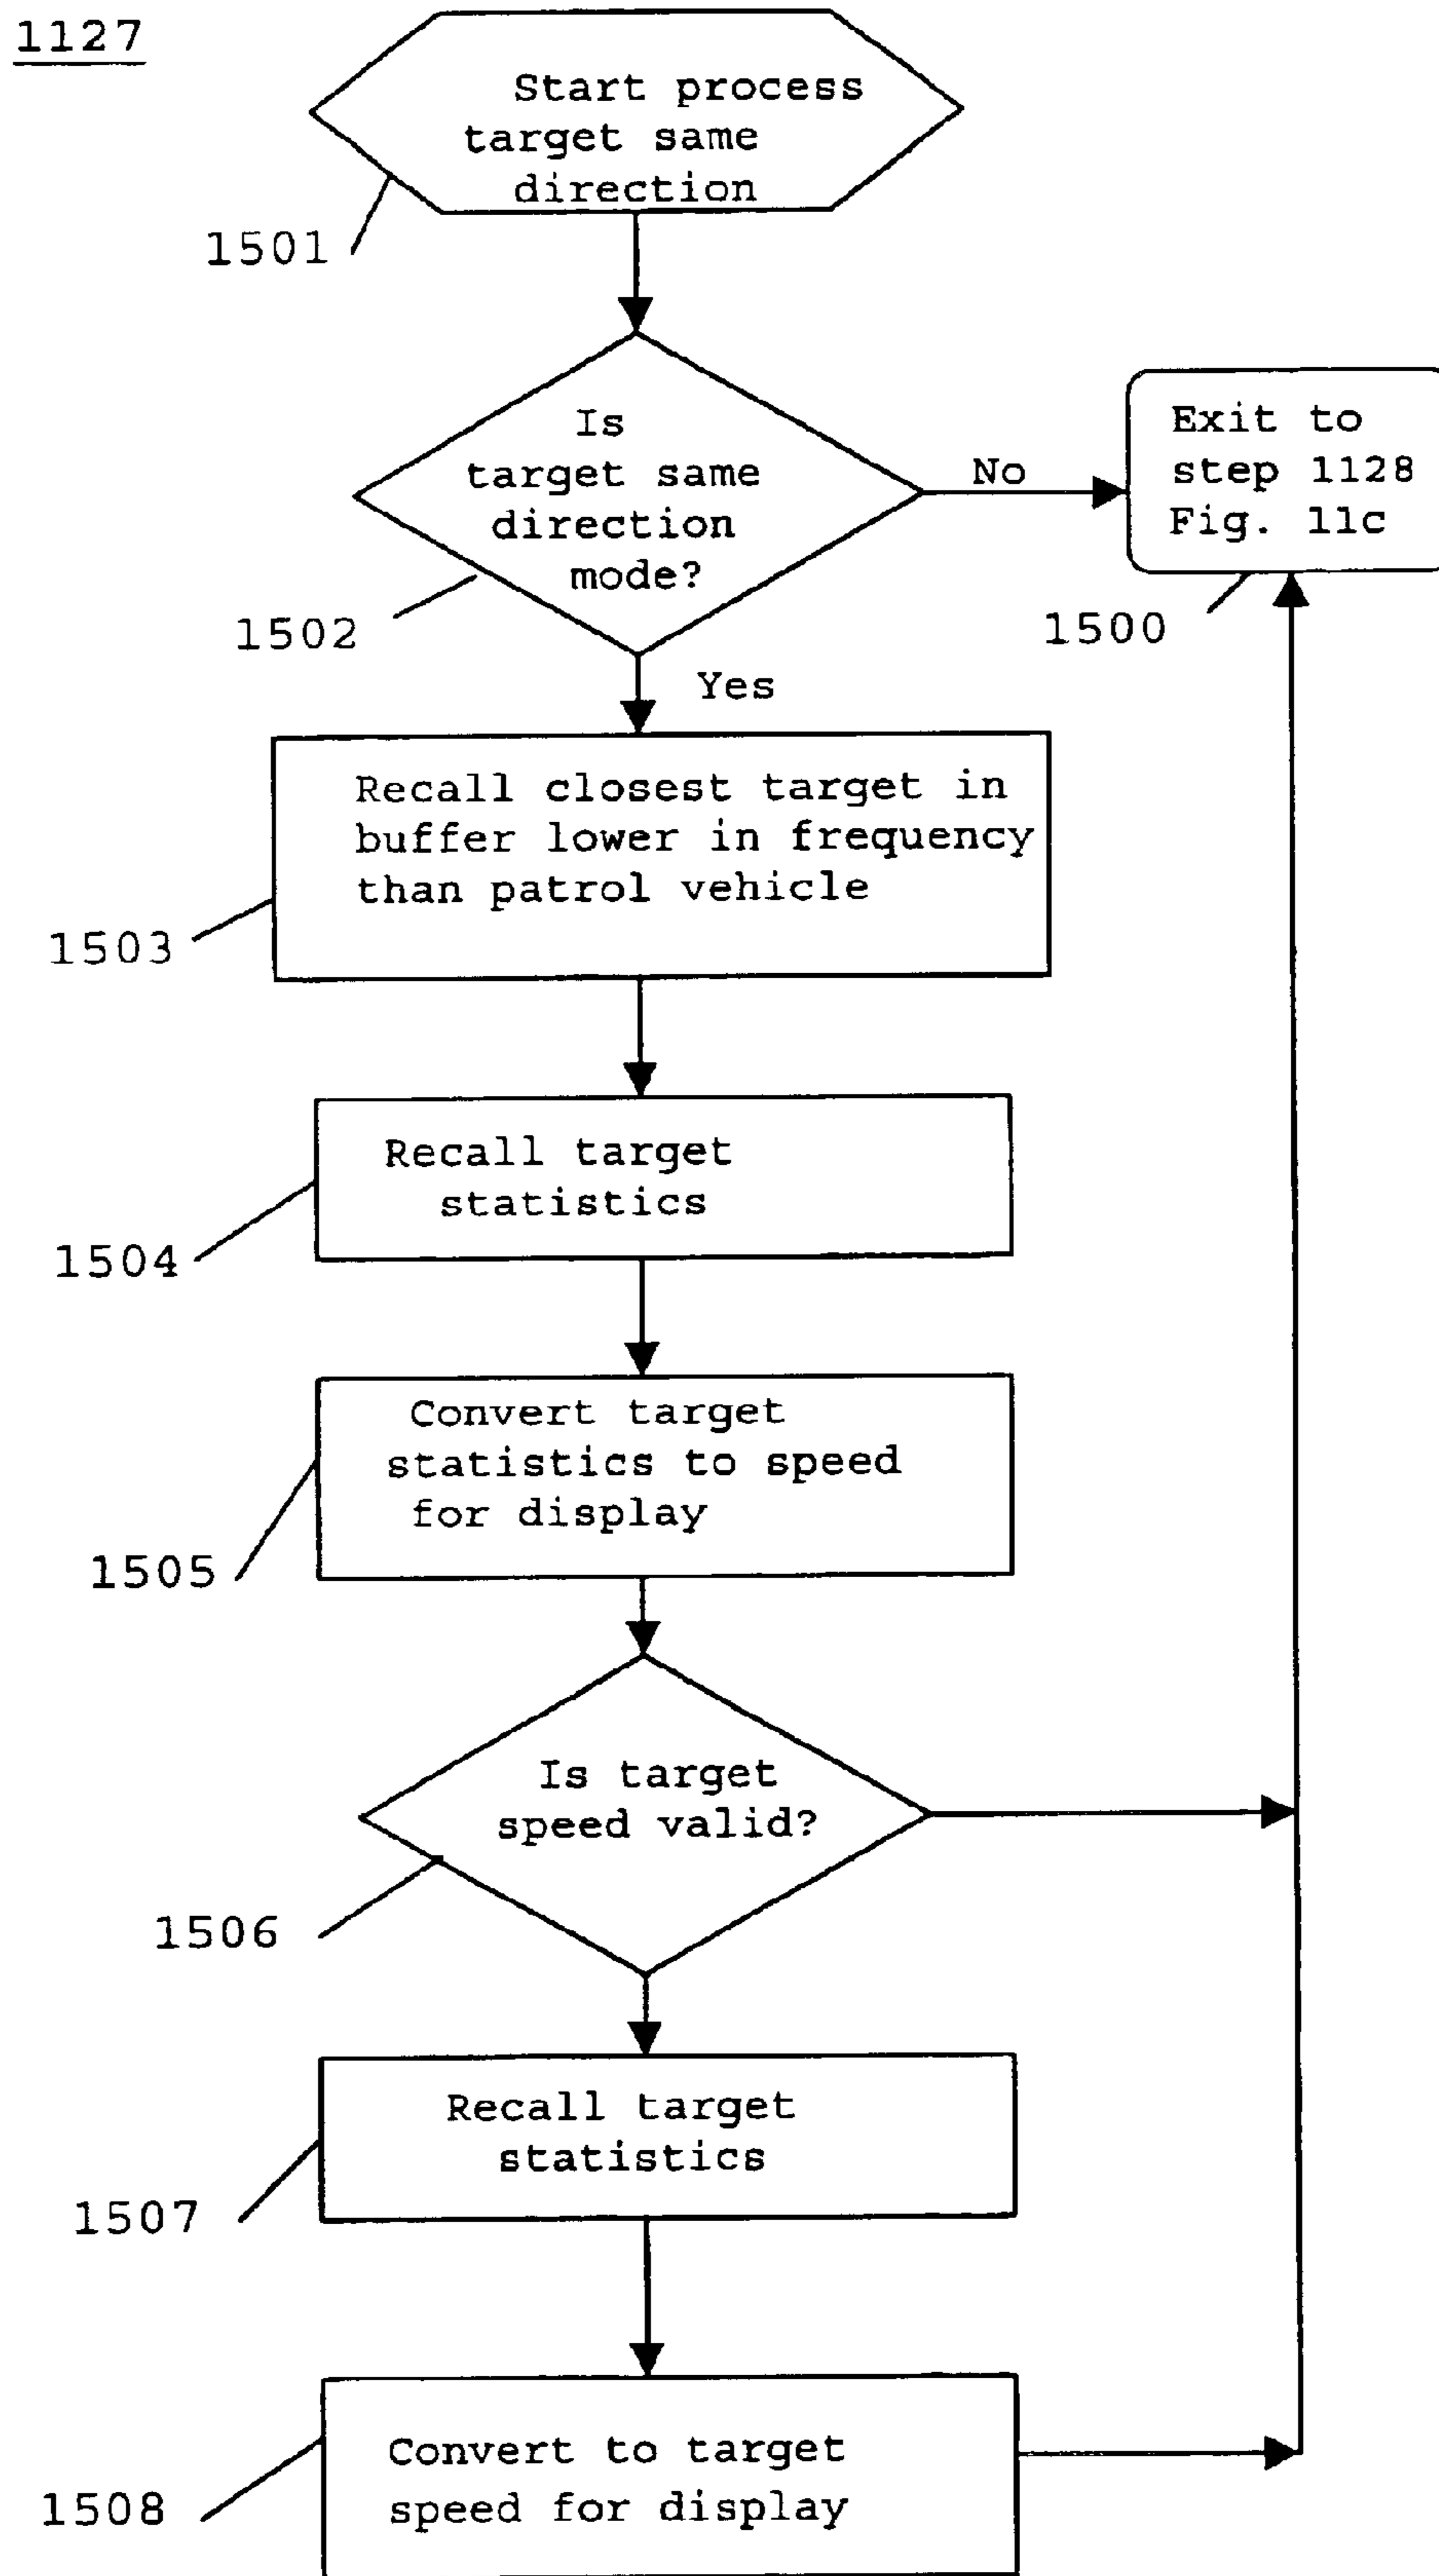 1127
Start process
target same
direction
1501
Is
target same
direction
mode?
1502
No
Exit to
step 1128
Fig. 11c
1500
Yes
Recall closest target in
buffer lower in frequency
than patrol vehicle
1503
Recall target
statistics
1504
Convert target
statistics to speed
for display
1505
Is target
speed valid?
1506
Recall target
statistics
1507
Convert to target
speed for display
1508